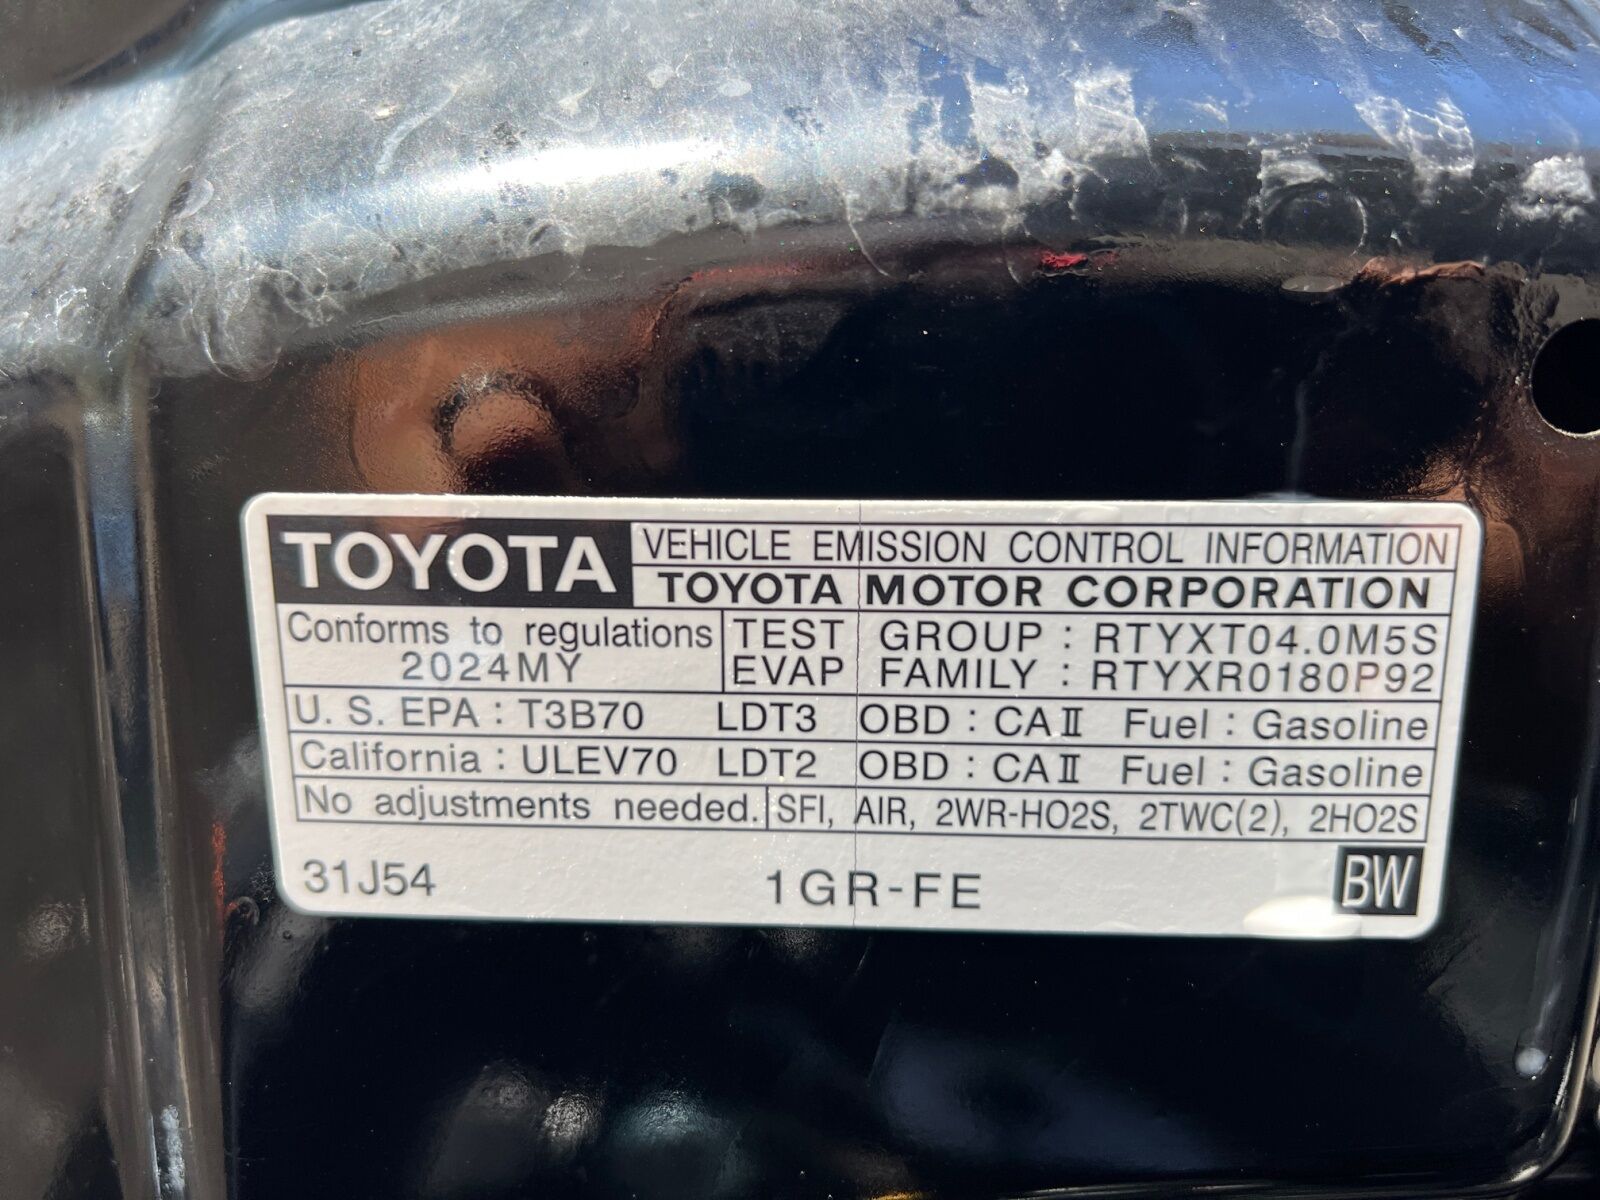 TOYOTA VEHICLE EMISSION CONTROL INFORMATION
TOYOTA MOTOR CORPORATION
Conforms to regulations
2024MY
TEST GROUP : RTYXT04.0M5S
EVAP FAMILY : RTYXR0180P92
U. S. EPA : T3B70 LDT3 OBD : CAⅡ Fuel : Gasoline
California : ULEV70 LDT2 OBD : CAⅡ Fuel : Gasoline
No adjustments needed. SFI, AIR, 2WR-HO2S, 2TWC(2), 2HO2S
31J54 1GR-FE BW